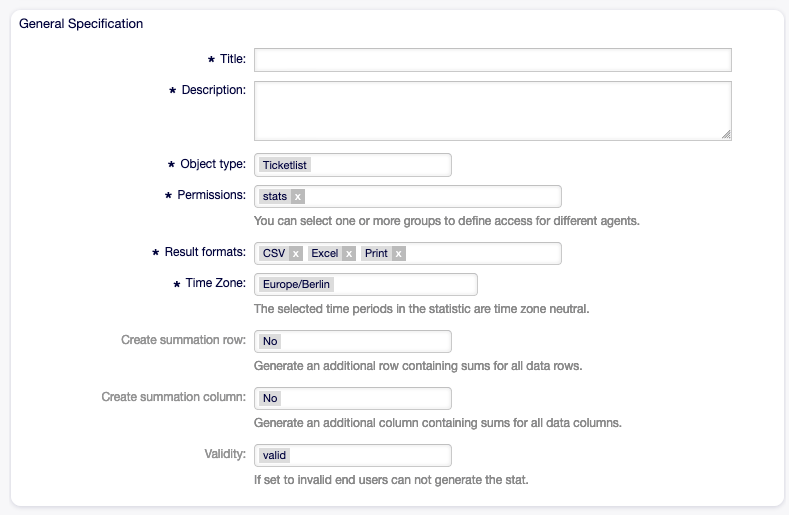 General Specification
* Title:
* Description:
* Object type: Ticketlist
* Permissions: stats x
You can select one or more groups to define access for different agents.
* Result formats: CSV x Excel x Print x
* Time Zone: Europe/Berlin
The selected time periods in the statistic are time zone neutral.
Create summation row: No
Generate an additional row containing sums for all data rows.
Create summation column: No
Generate an additional column containing sums for all data columns.
Validity: valid
If set to invalid end users can not generate the stat.